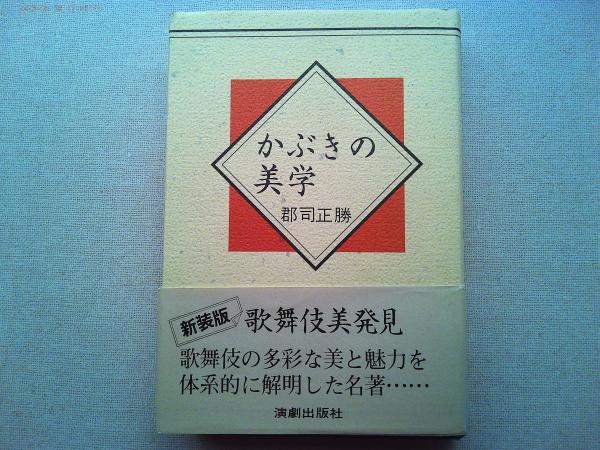 かぶきの
美学
郡司正勝
新装版
歌舞伎美発見
歌舞伎の多彩な美と魅力を
体系的に解明した名著……
演劇出版社